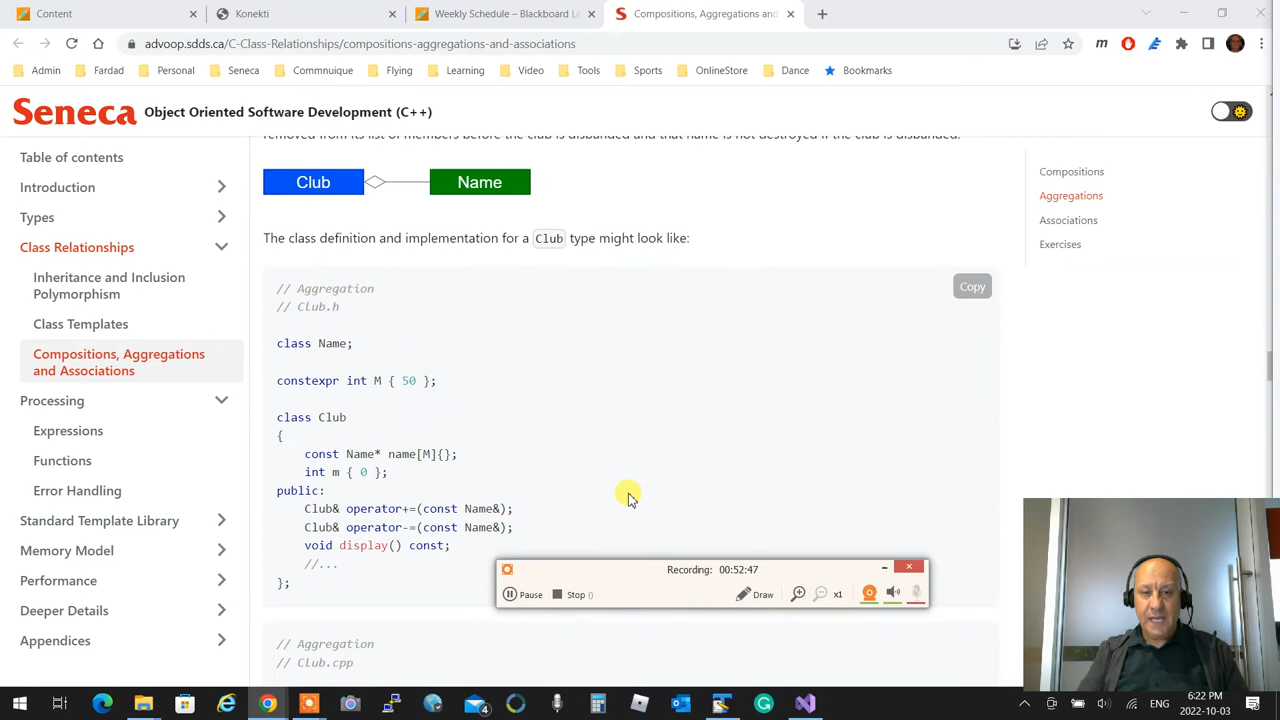 Content
Konekti
Weekly Schedule – Blackboard Le
Compositions, Aggregations and
advoop.sdds.ca/C-Class-Relationships/compositions-aggregations-and-associations
Admin
Fardad
Personal
Seneca
Commnuique
Flying
Learning
Video
Tools
Sports
OnlineStore
Dance
Bookmarks
Seneca
Object Oriented Software Development (C++)
Table of contents
Introduction
Types
Class Relationships
Inheritance and Inclusion
Polymorphism
Class Templates
Compositions, Aggregations
and Associations
Processing
Expressions
Functions
Error Handling
Standard Template Library
Memory Model
Performance
Deeper Details
Appendices
removed from its list of members before the club is disbanded and that name is not destroyed if the club is disbanded.
Club
Name
The class definition and implementation for a Club type might look like:
Copy
// Aggregation
// Club.h
class Name;
constexpr int M { 50 };
class Club
{
const Name* name[M]{};
int m { 0 };
public:
Club& operator+=(const Name&);
Club& operator-=(const Name&);
void display() const;
//...
};
// Aggregation
// Club.cpp
Compositions
Aggregations
Associations
Exercises
Recording: 00:52:47
Pause
Stop ()
Draw
x1
4
ENG
6:22 PM
2022-10-03